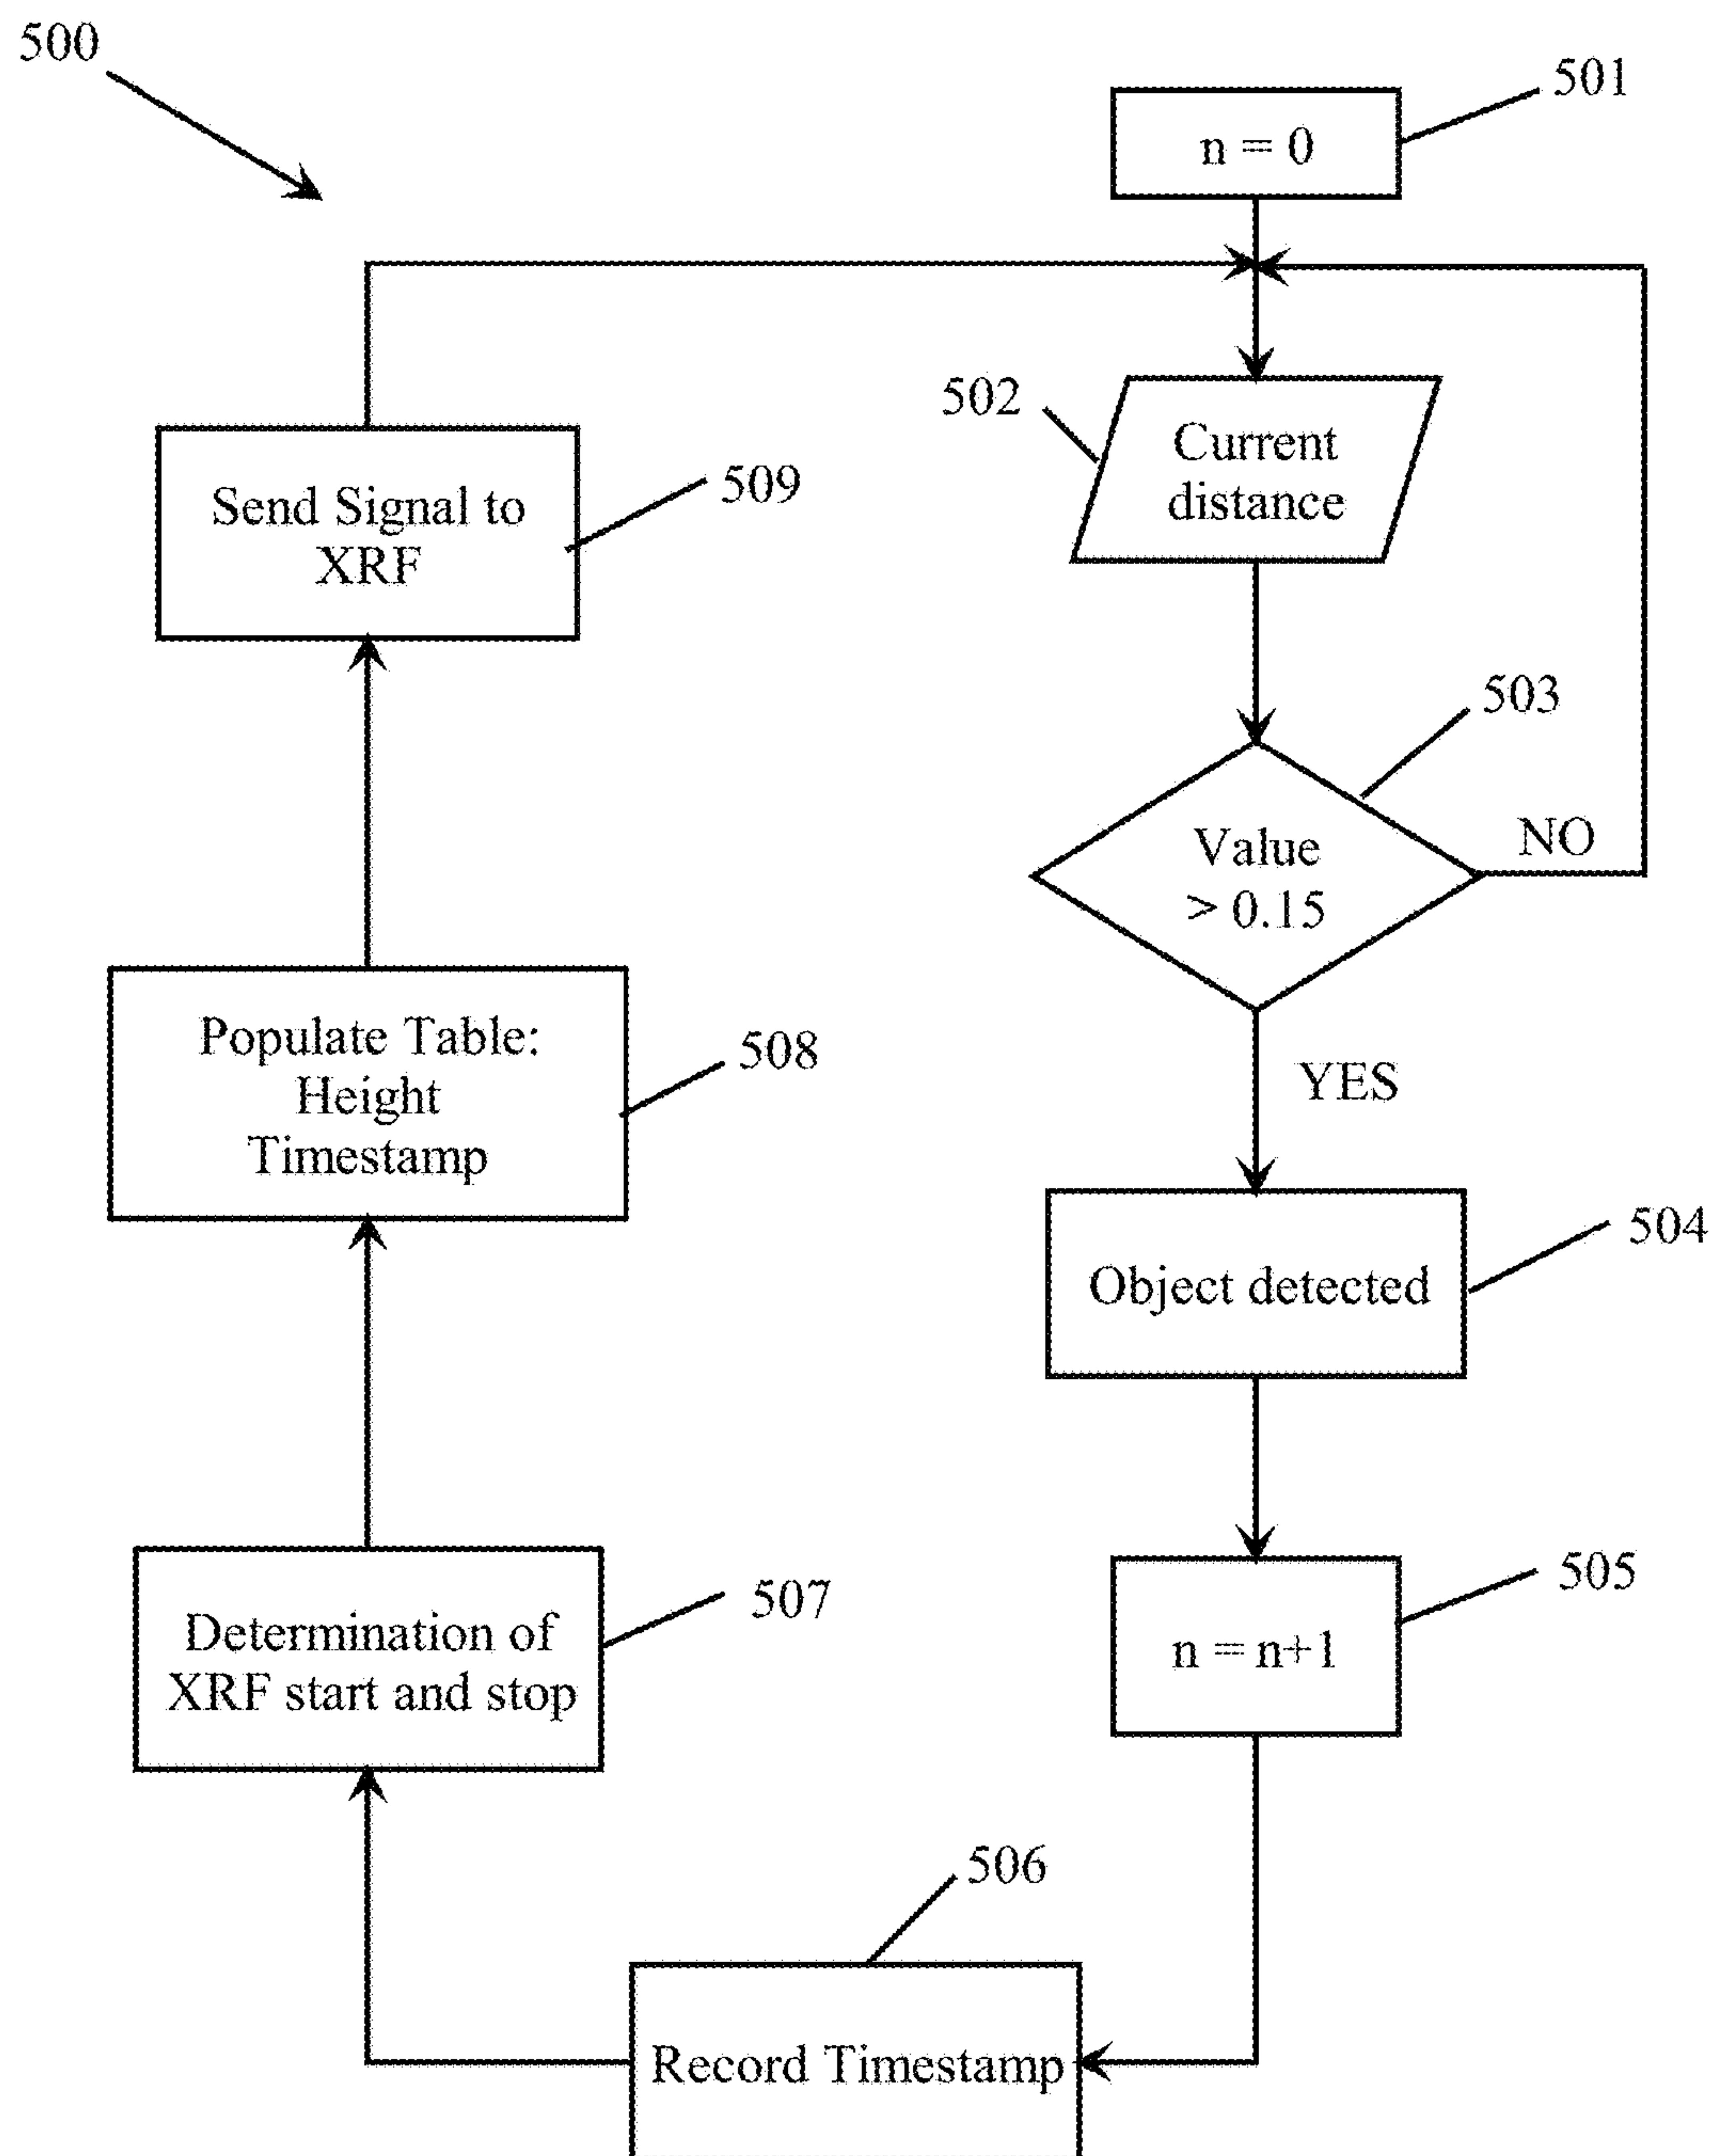 500
501
n = 0
502
Current
distance
503
Value
> 0.15
NO
YES
504
Object detected
505
n = n+1
506
Record Timestamp
507
Determination of
XRF start and stop
508
Populate Table:
Height
Timestamp
509
Send Signal to
XRF